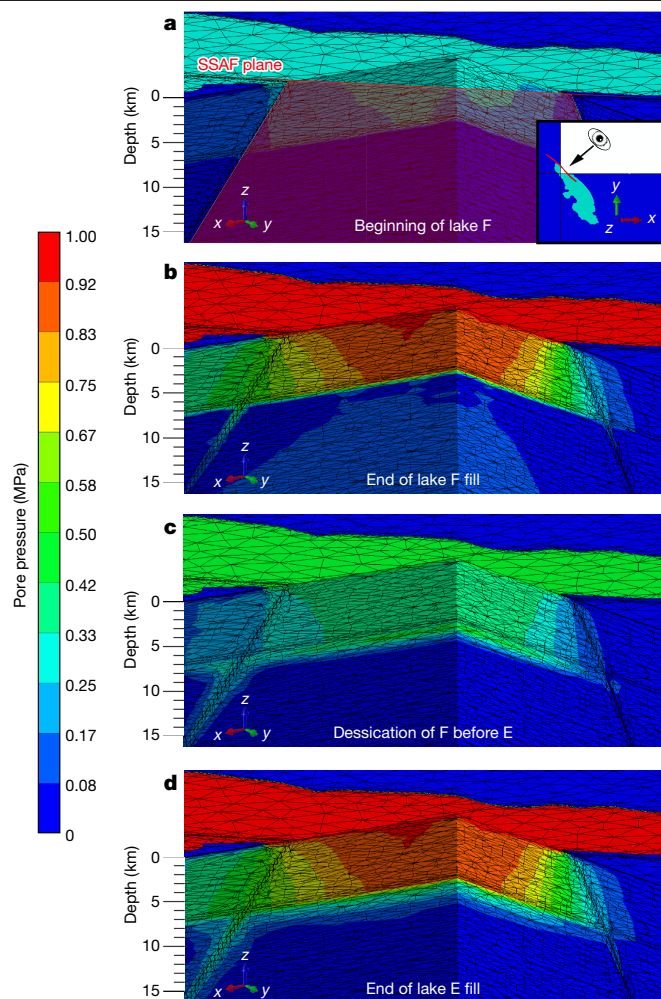 a
SSAF plane
0
5
10
15
Depth (km)
z
x
y
Beginning of lake F
y
z
x
Pore pressure (MPa)
1.00
0.92
0.83
0.75
0.67
0.58
0.50
0.42
0.33
0.25
0.17
0.08
0
b
0
5
10
15
Depth (km)
z
x
y
End of lake F fill
c
0
5
10
15
Depth (km)
z
x
y
Dessication of F before E
d
0
5
10
15
Depth (km)
z
x
y
End of lake E fill